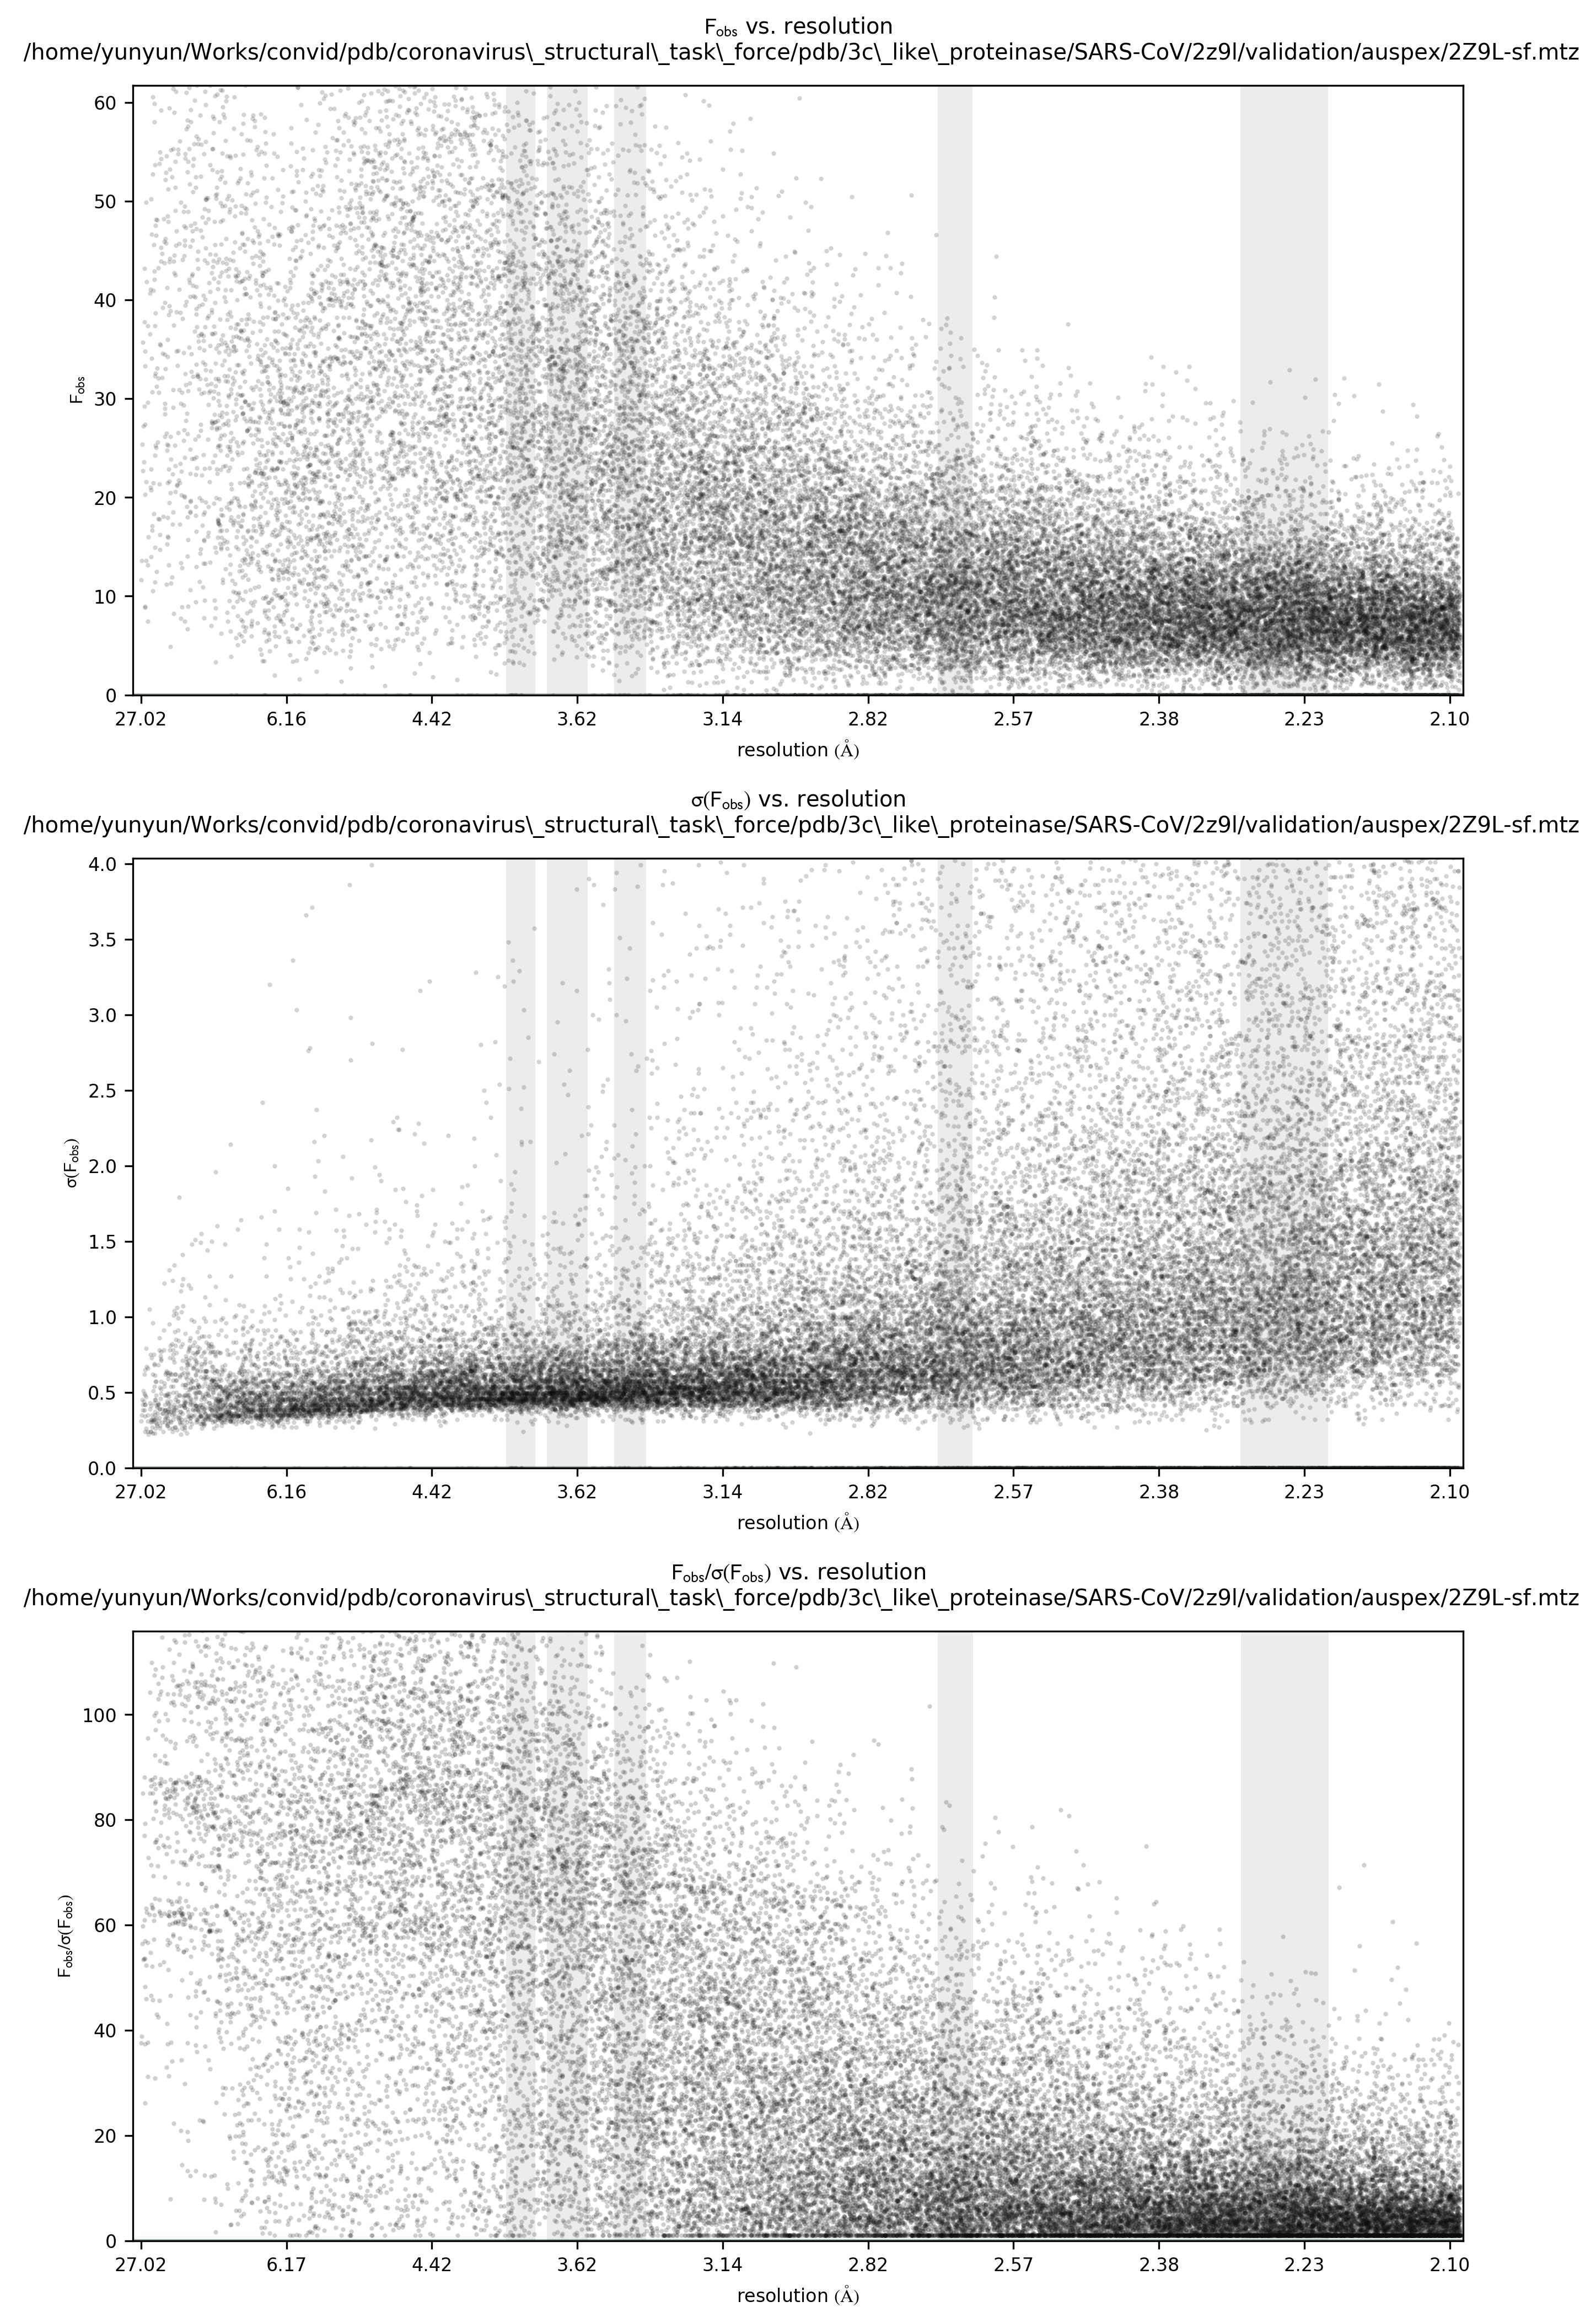 Fobs vs. resolution
/home/yunyun/Works/convid/pdb/coronavirus\_structural\_task\_force/pdb/3c\_like\_proteinase/SARS-CoV/2z9l/validation/auspex/2Z9L-sf.mtz
60
50
40
30
20
10
0
Fobs
27.02 6.16 4.42 3.62 3.14 2.82 2.57 2.38 2.23 2.10
resolution (Å)
σ(Fobs) vs. resolution
/home/yunyun/Works/convid/pdb/coronavirus\_structural\_task\_force/pdb/3c\_like\_proteinase/SARS-CoV/2z9l/validation/auspex/2Z9L-sf.mtz
4.0
3.5
3.0
2.5
2.0
1.5
1.0
0.5
0.0
σ(Fobs)
27.02 6.16 4.42 3.62 3.14 2.82 2.57 2.38 2.23 2.10
resolution (Å)
Fobs/σ(Fobs) vs. resolution
/home/yunyun/Works/convid/pdb/coronavirus\_structural\_task\_force/pdb/3c\_like\_proteinase/SARS-CoV/2z9l/validation/auspex/2Z9L-sf.mtz
100
80
60
40
20
0
Fobs/σ(Fobs)
27.02 6.17 4.42 3.62 3.14 2.82 2.57 2.38 2.23 2.10
resolution (Å)